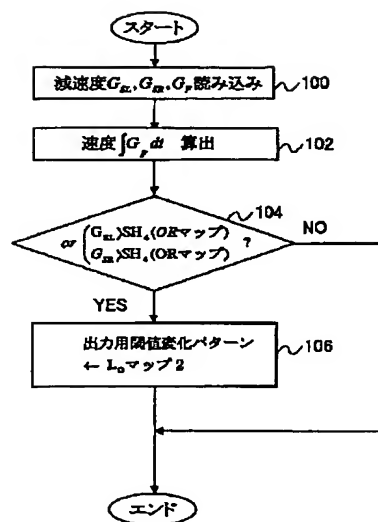 スタート
減速度G_SL,G_SR,G_F 読み込み
100
速度∫G_F dt 算出
102
104
or (G_SL)SH_4(ORマップ) ?
(G_SR)SH_4(ORマップ)
NO
YES
出力用閾値変化パターン
← L_Oマップ2
106
エンド